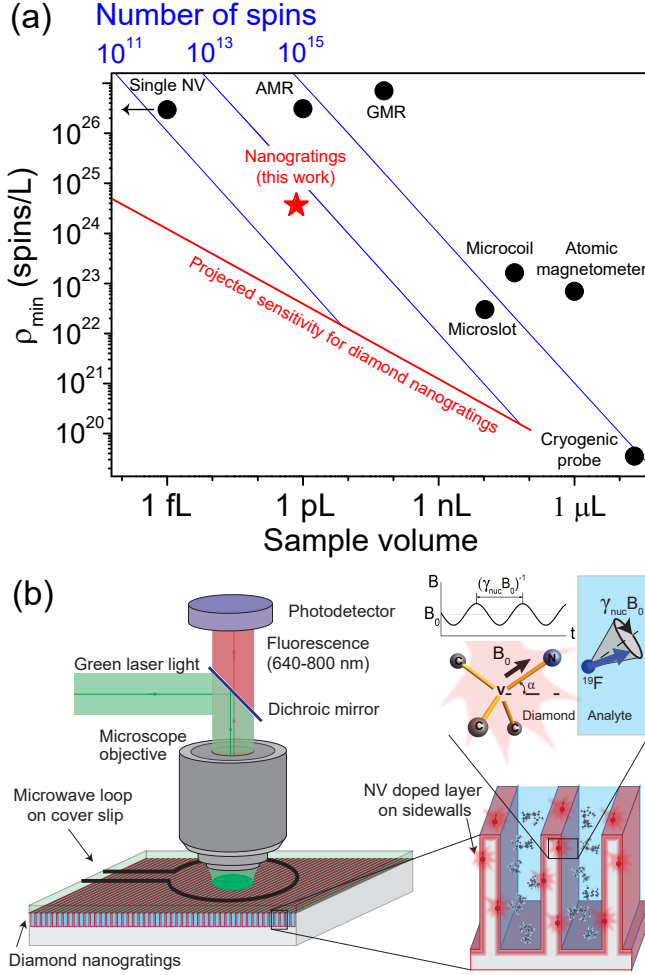 (a)
Number of spins
10^11 10^13 10^15
Single NV
AMR
GMR
Nanogratings
(this work)
Microcoil
Atomic
magnetometer
Microslot
Projected sensitivity for diamond nanogratings
Cryogenic
probe
ρmin (spins/L)
10^26
10^25
10^24
10^23
10^22
10^21
10^20
1 fL 1 pL 1 nL 1 μL
Sample volume
(b)
Photodetector
Fluorescence
(640-800 nm)
Green laser light
Dichroic mirror
Microscope
objective
Microwave loop
on cover slip
Diamond nanogratings
B
(γnuc B0)^-1
B0
t
B0
C
N
V
α
C
C
Diamond
γnuc B0
19F
Analyte
NV doped layer
on sidewalls